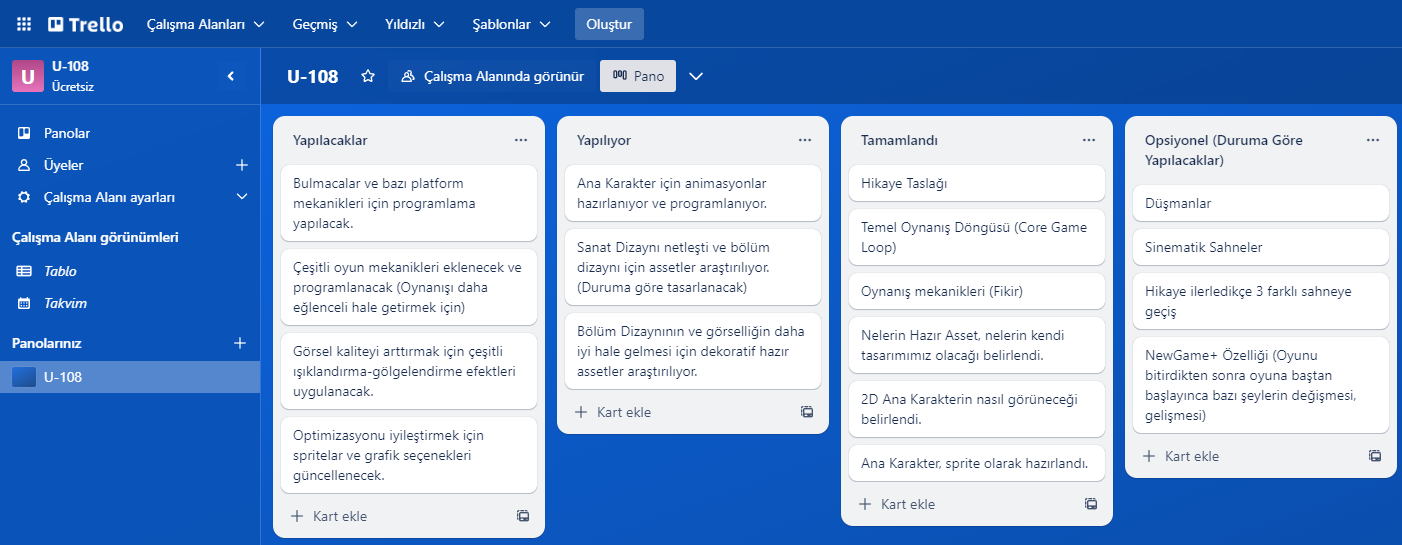 Trello
Çalışma Alanları
Geçmiş
Yıldızlı
Şablonlar
Oluştur
U
U-108
Ücretsiz
U-108
Çalışma Alanında görünür
Pano
Panolar
Üyeler
Çalışma Alanı ayarları
Çalışma Alanı görünümleri
Tablo
Takvim
Panolarınız
U-108
Yapılacaklar
Bulmacalar ve bazı platform
mekanikleri için programlama
yapılacak.
Çeşitli oyun mekanikleri eklenecek ve
programlanacak (Oynanışı daha
eğlenceli hale getirmek için)
Görsel kaliteyi arttırmak için çeşitli
ışıklandırma-gölgelendirme efektleri
uygulanacak.
Optimizasyonu iyileştirmek için
spritelar ve grafik seçenekleri
güncellenecek.
Kart ekle
Yapılıyor
Ana Karakter için animasyonlar
hazırlanıyor ve programlanıyor.
Sanat Dizaynı netleşti ve bölüm
dizaynı için assetler araştırılıyor.
(Duruma göre tasarlanacak)
Bölüm Dizaynının ve görselliğin daha
iyi hale gelmesi için dekoratif hazır
assetler araştırılıyor.
Kart ekle
Tamamlandı
Hikaye Taslağı
Temel Oynanış Döngüsü (Core Game
Loop)
Oynanış mekanikleri (Fikir)
Nelerin Hazır Asset, nelerin kendi
tasarımımız olacağı belirlendi.
2D Ana Karakterin nasıl görüneceği
belirlendi.
Ana Karakter, sprite olarak hazırlandı.
Kart ekle
Opsiyonel (Duruma Göre
Yapılacaklar)
Düşmanlar
Sinematik Sahneler
Hikaye ilerledikçe 3 farklı sahneye
geçiş
NewGame+ Özelliği (Oyunu
bitirdikten sonra oyuna baştan
başlayınca bazı şeylerin değişmesi,
gelişmesi)
Kart ekle